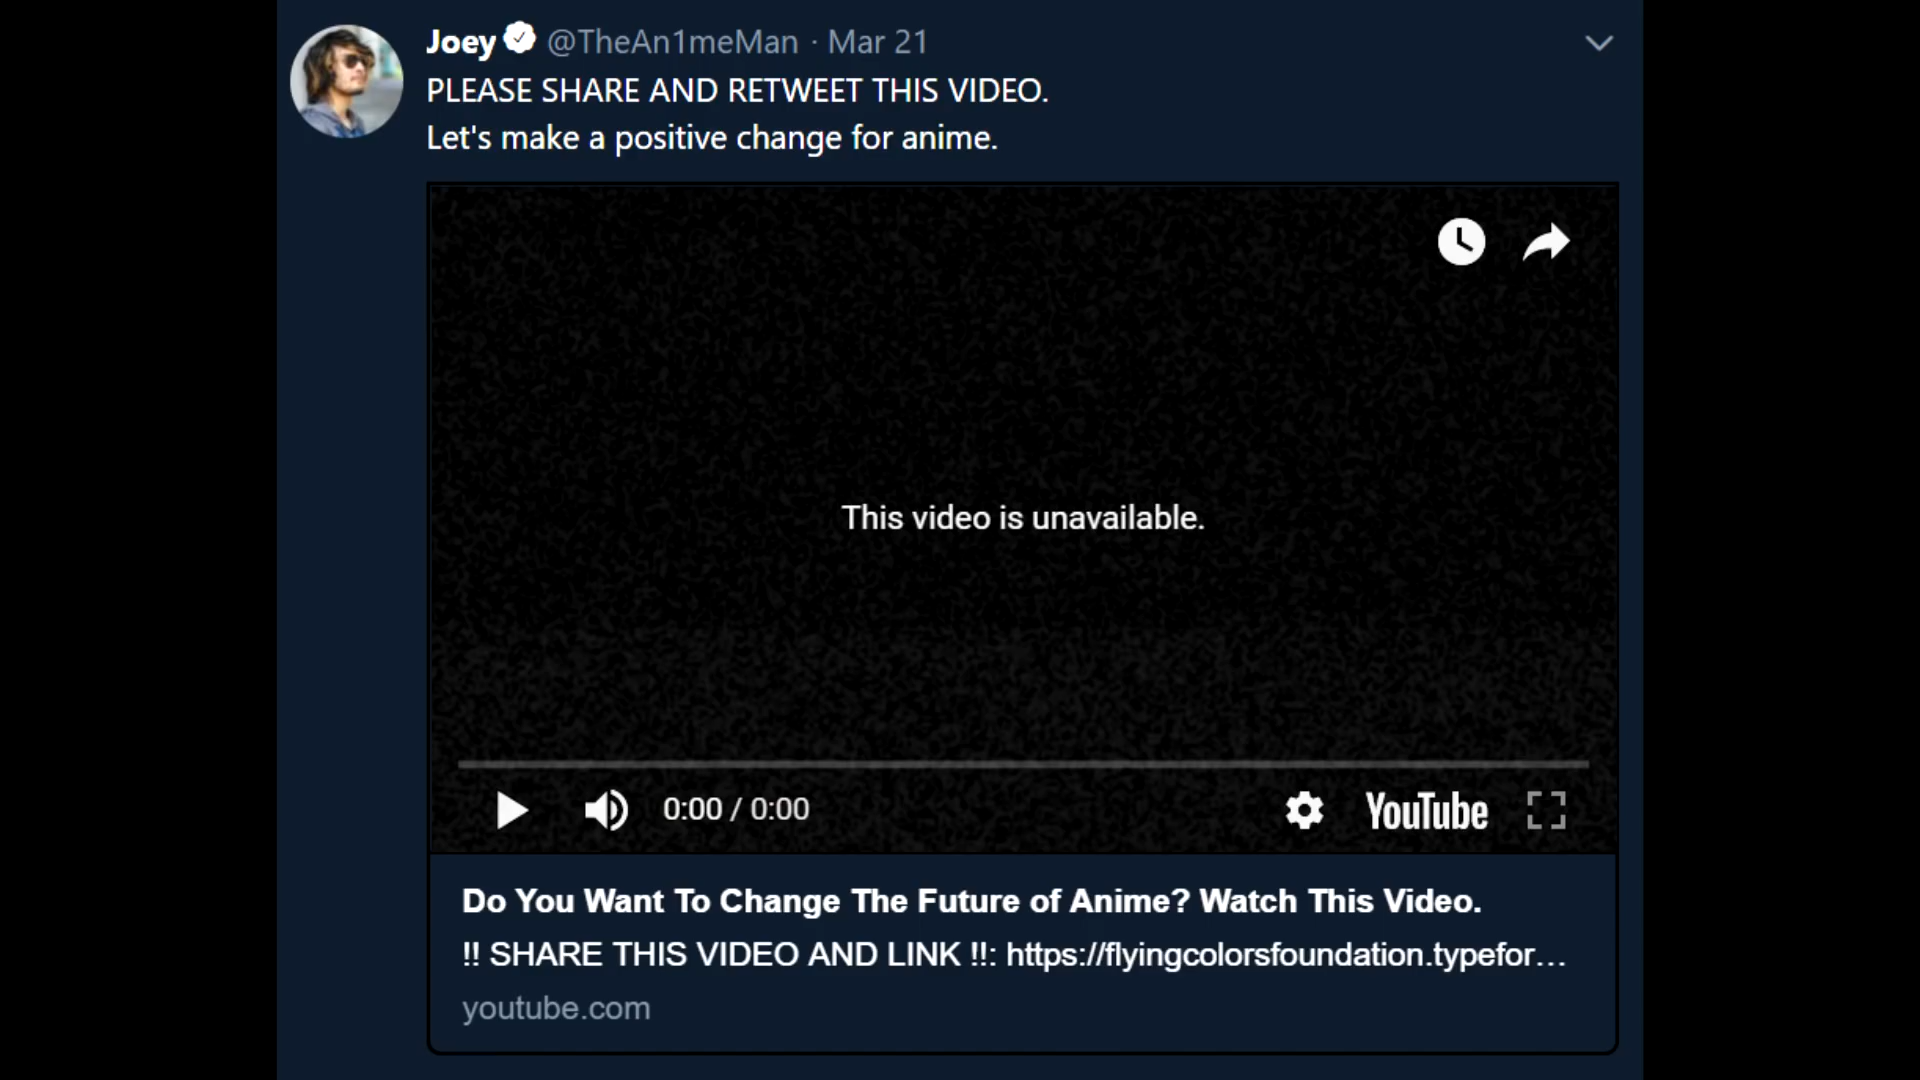 Joey @TheAn1meMan · Mar 21
PLEASE SHARE AND RETWEET THIS VIDEO.
Let's make a positive change for anime.
This video is unavailable.
0:00 / 0:00
YouTube
Do You Want To Change The Future of Anime? Watch This Video.
!! SHARE THIS VIDEO AND LINK !!: https://flyingcolorsfoundation.typefor...
youtube.com